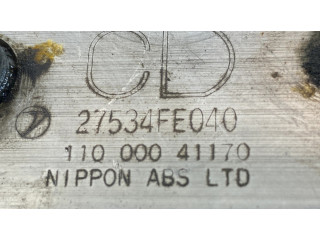 CD
27534FE040
110 000 41170
NIPPON ABS LTD